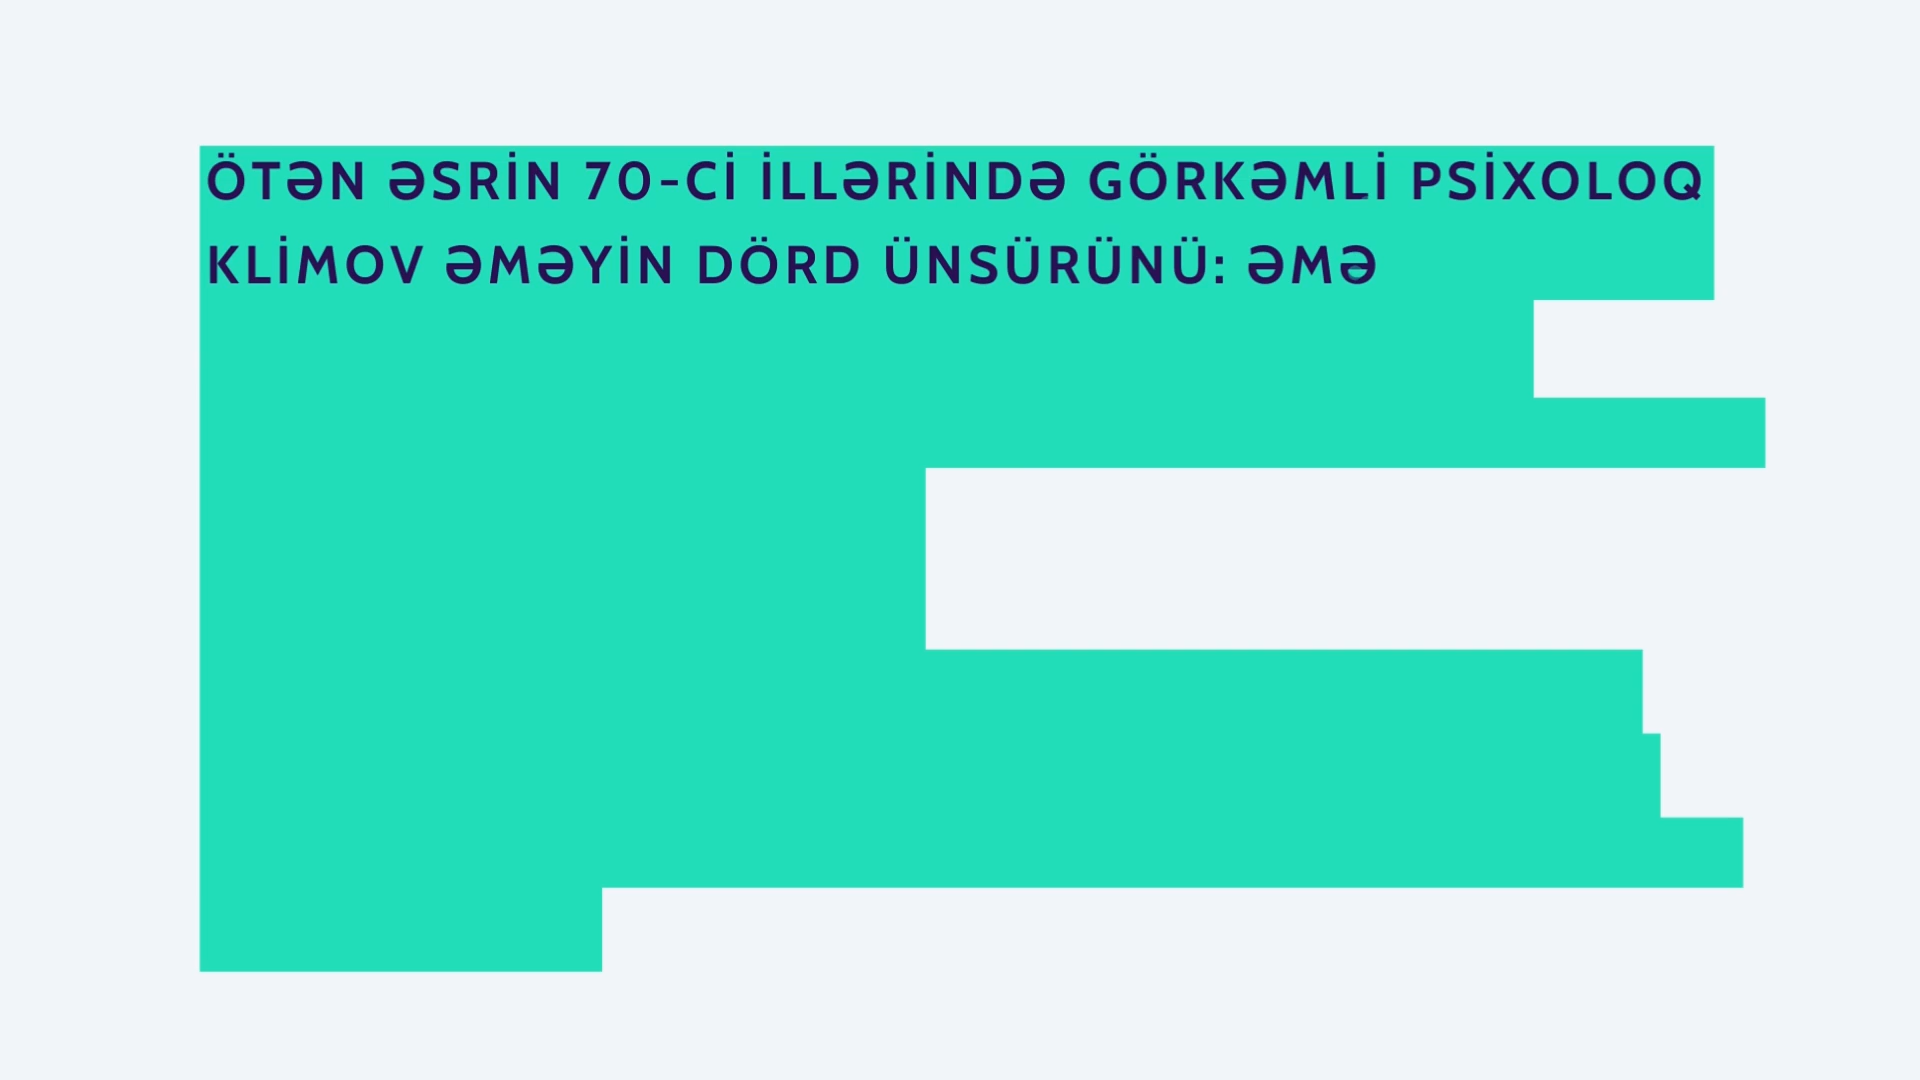 ÖTƏN ƏSRİN 70-Cİ İLLƏRİNDƏ GÖRKƏMLİ PSİXOLOQ
KLİMOV ƏMƏYİN DÖRD ÜNSÜRÜNÜ: ƏMƏ